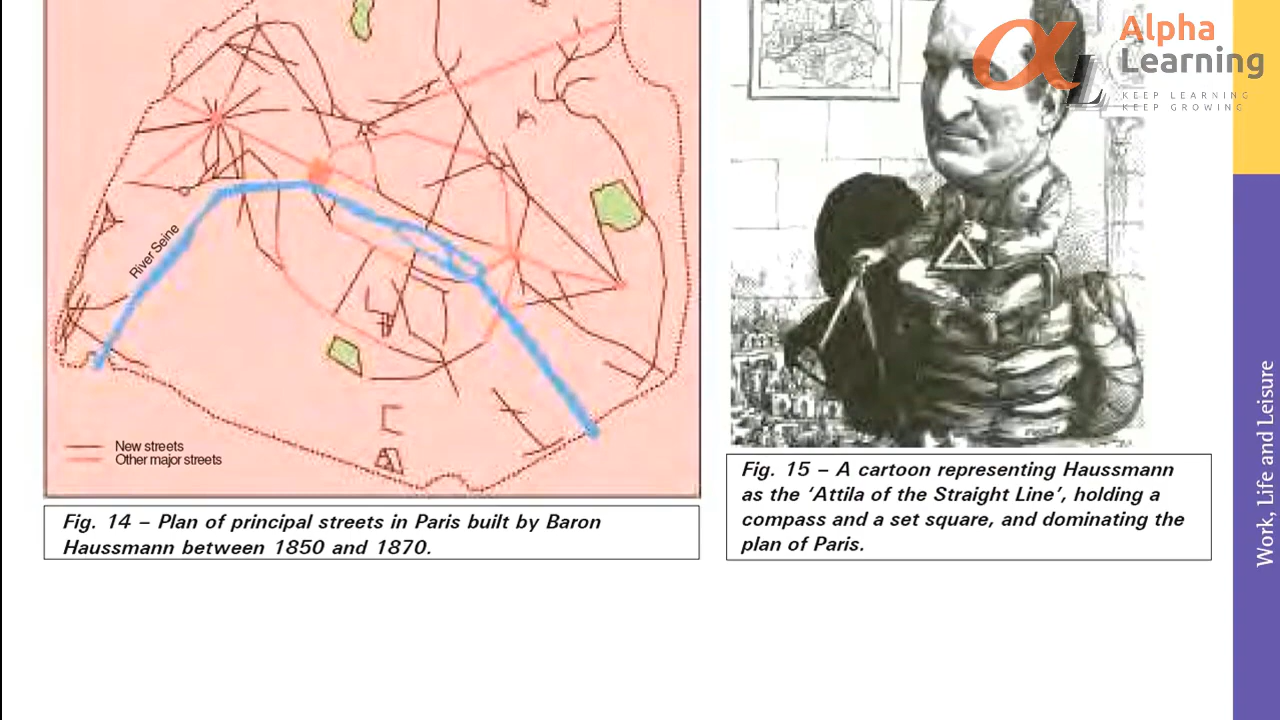 River Seine
New streets
Other major streets
Fig. 14 – Plan of principal streets in Paris built by Baron
Haussmann between 1850 and 1870.
Alpha
Learning
KEEP LEARNING
KEEP GROWING
Fig. 15 – A cartoon representing Haussmann
as the ‘Attila of the Straight Line’, holding a
compass and a set square, and dominating the
plan of Paris.
Work, Life and Leisure